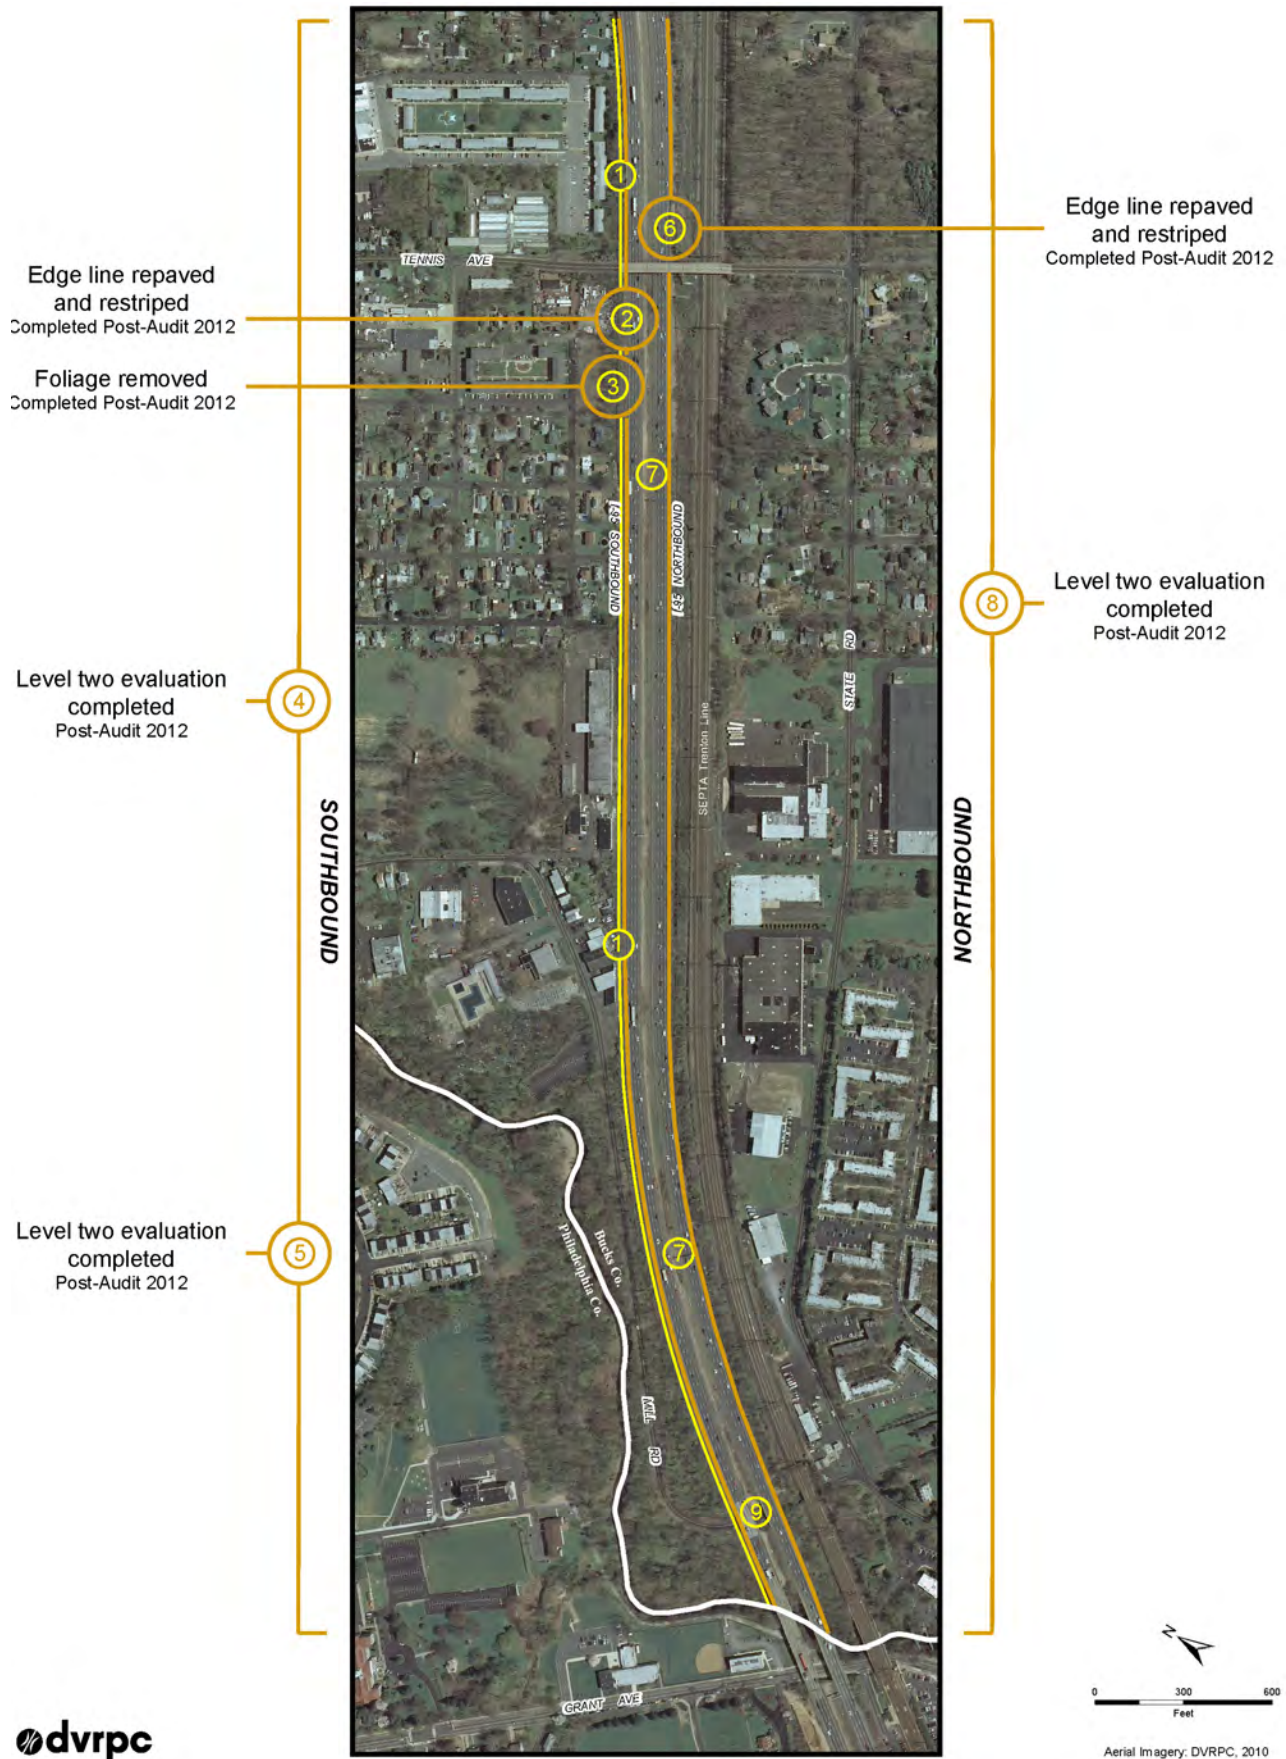 1
6
Edge line repaved
and restriped
Completed Post-Audit 2012
TENNIS AVE
Edge line repaved
and restriped
Completed Post-Audit 2012
2
Foliage removed
Completed Post-Audit 2012
3
7
I-95 SOUTHBOUND
I-95 NORTHBOUND
8
Level two evaluation
completed
Post-Audit 2012
STATE RD
Level two evaluation
completed
Post-Audit 2012
4
SEPTA Trenton Line
SOUTHBOUND
NORTHBOUND
1
Level two evaluation
completed
Post-Audit 2012
5
Bucks Co.
Philadelphia Co.
7
MILL RD
9
GRANT AVE
N
0 300 600
Feet
dvrpc
Aerial Imagery: DVRPC, 2010